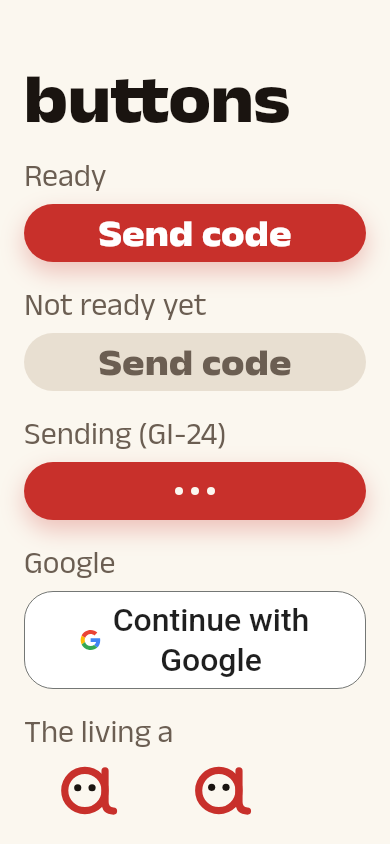 buttons
Ready
Send code
Not ready yet
Send code
Sending (GI-24)
Google
Continue with
Google
The living a
a a